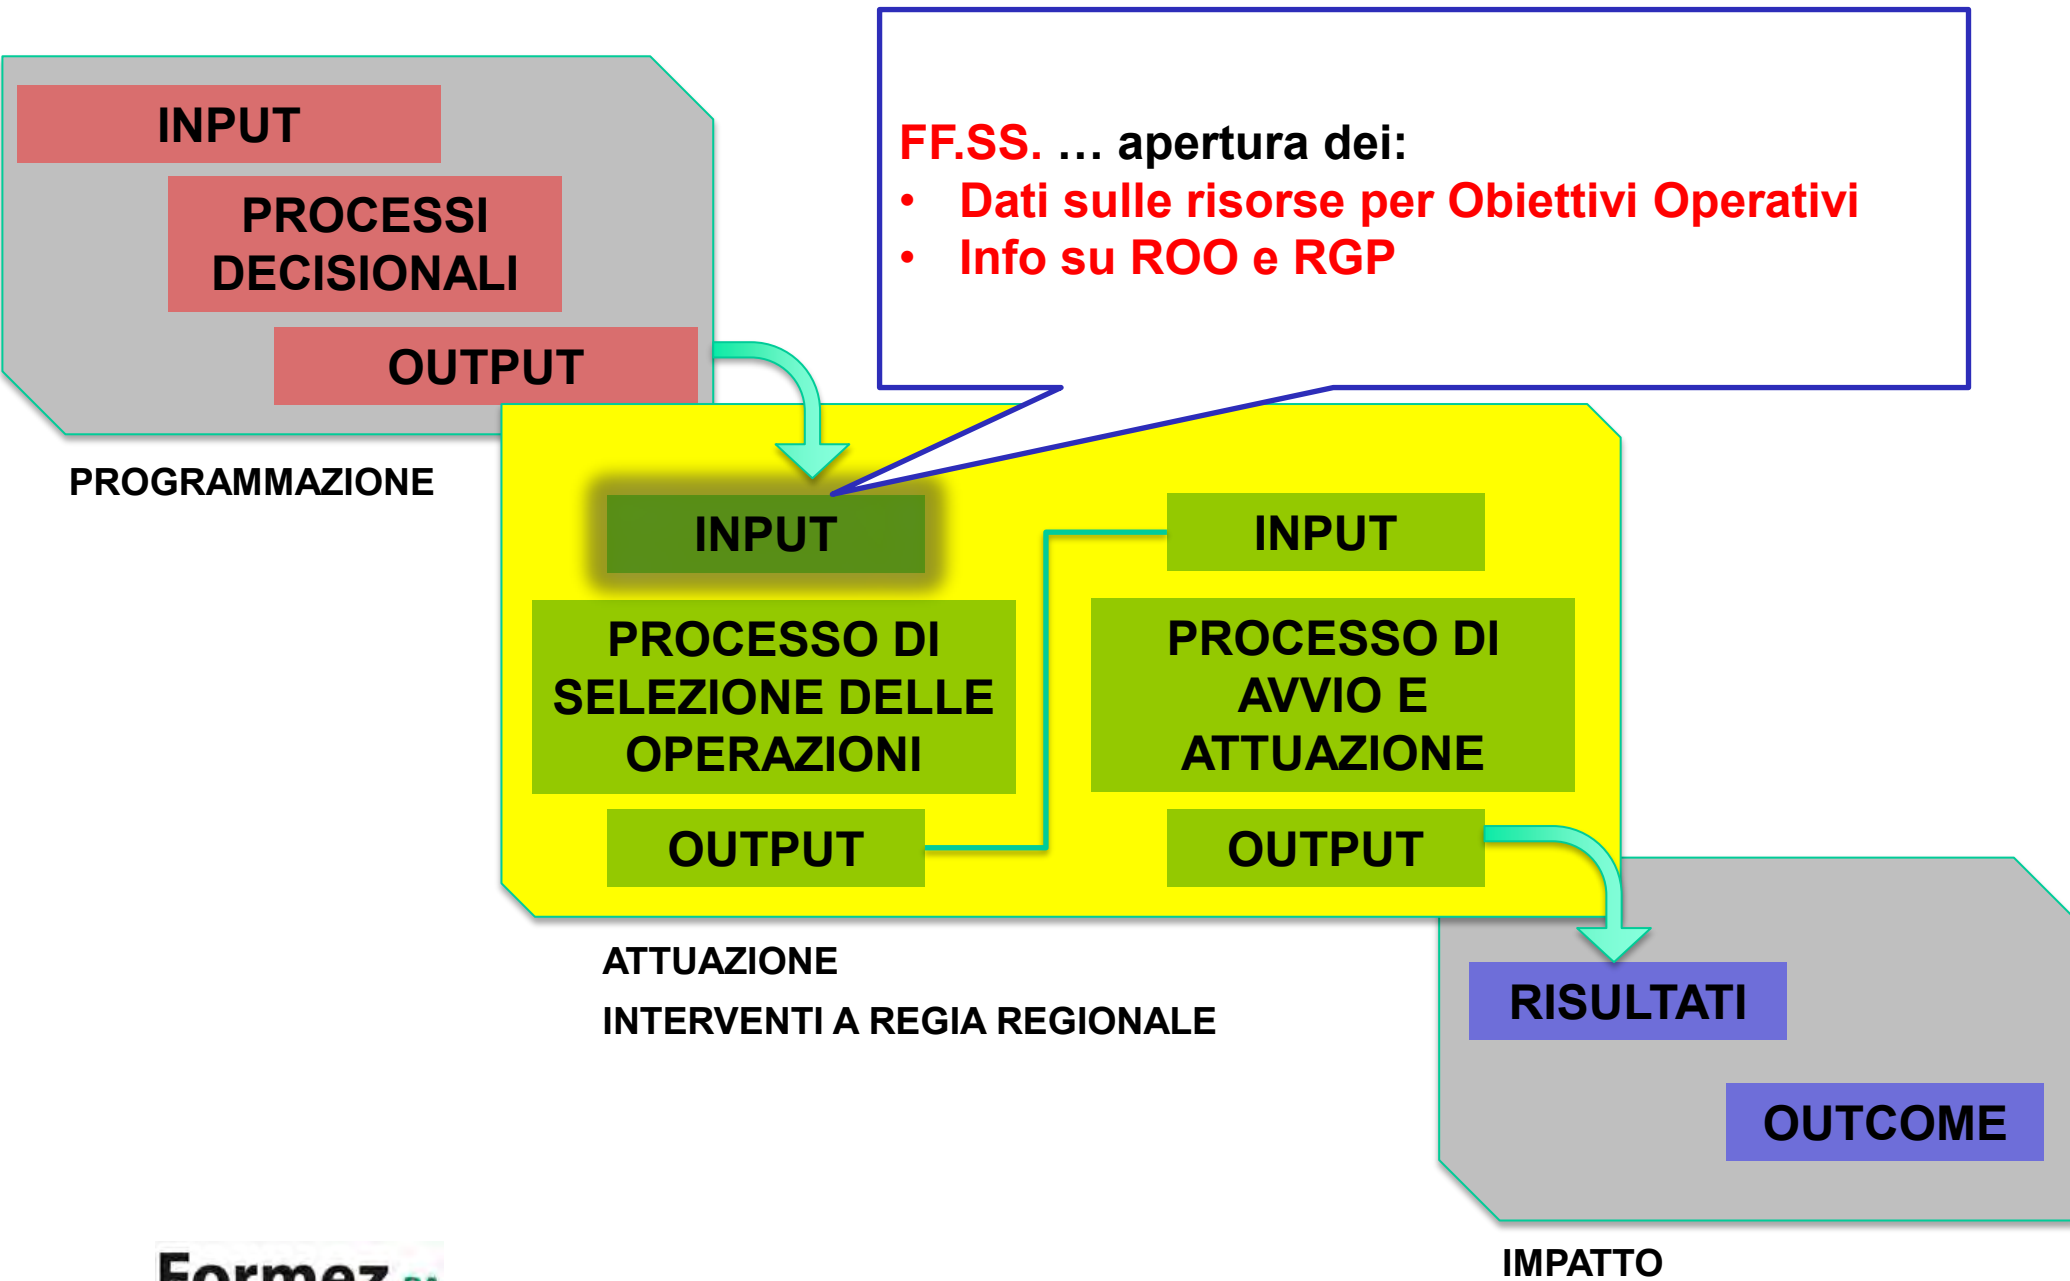 INPUT
PROCESSI
DECISIONALI
OUTPUT
PROGRAMMAZIONE
FF.SS. … apertura dei:
• Dati sulle risorse per Obiettivi Operativi
• Info su ROO e RGP
INPUT
PROCESSO DI
SELEZIONE DELLE
OPERAZIONI
OUTPUT
INPUT
PROCESSO DI
AVVIO E
ATTUAZIONE
OUTPUT
ATTUAZIONE
INTERVENTI A REGIA REGIONALE
RISULTATI
OUTCOME
IMPATTO
Formez PA